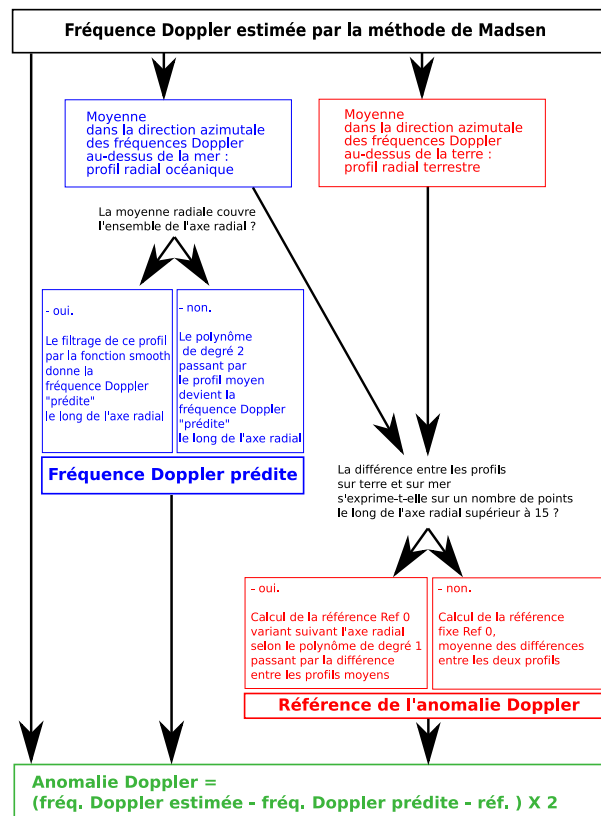 Fréquence Doppler estimée par la méthode de Madsen
Moyenne
dans la direction azimutale
des fréquences Doppler
au-dessus de la mer :
profil radial océanique
Moyenne
dans la direction azimutale
des fréquences Doppler
au-dessus de la terre :
profil radial terrestre
La moyenne radiale couvre
l'ensemble de l'axe radial ?
- oui.
Le filtrage de ce profil
par la fonction smooth
donne la
fréquence Doppler
"prédite"
le long de l'axe radial
- non.
Le polynôme
de degré 2
passant par
le profil moyen
devient la
fréquence Doppler
"prédite"
le long de l'axe radial
Fréquence Doppler prédite
La différence entre les profils
sur terre et sur mer
s'exprime-t-elle sur un nombre de points
le long de l'axe radial supérieur à 15 ?
- oui.
Calcul de la référence Ref 0
variant suivant l'axe radial
selon le polynôme de degré 1
passant par la différence
entre les profils moyens
- non.
Calcul de la référence
fixe Ref 0,
moyenne des différences
entre les deux profils
Référence de l'anomalie Doppler
Anomalie Doppler =
(fréq. Doppler estimée - fréq. Doppler prédite - réf. ) X 2